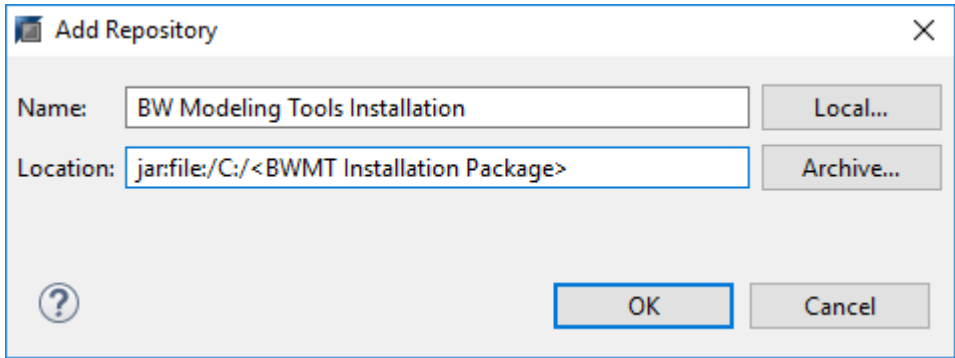 Add Repository
Name: BW Modeling Tools Installation Local...
Location: jar:file:/C:/<BWMT Installation Package> Archive...
? OK Cancel